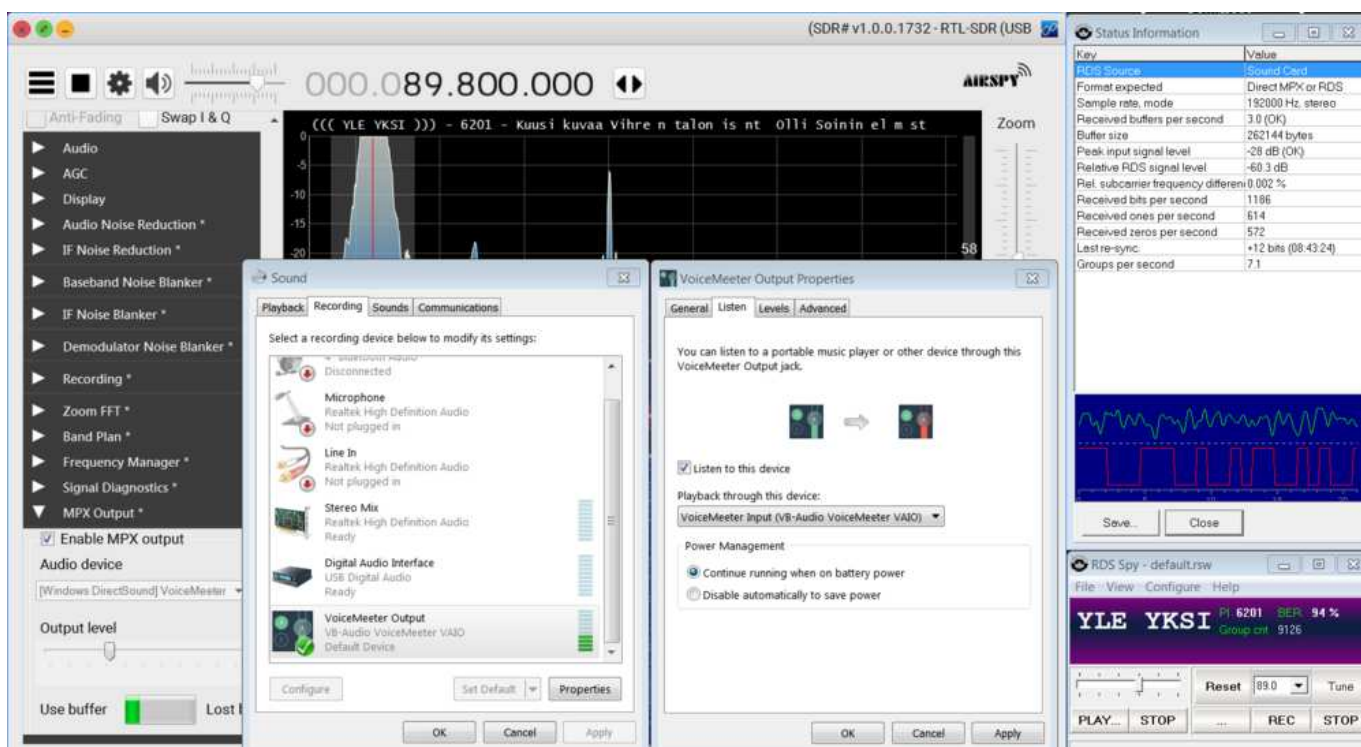 (SDR# v1.0.0.1732 - RTL-SDR (USB
000.089.800.000
AIRSPY
Anti-Fading Swap I & Q
Audio
AGC
Display
Audio Noise Reduction *
IF Noise Reduction *
Baseband Noise Blanker *
IF Noise Blanker *
Demodulator Noise Blanker *
Recording *
Zoom FFT *
Band Plan *
Frequency Manager *
Signal Diagnostics *
MPX Output *
Enable MPX output
Audio device
[Windows DirectSound] VoiceMeeter
Output level
Use buffer Lost
((( YLE YKSI ))) - 6201 - Kuusi kuvaa Vihre n talon is nt Olli Soinin el m st
0
-5
-10
-15
-20
58
Zoom
Sound
Playback Recording Sounds Communications
Select a recording device below to modify its settings:
Disconnected
Microphone
Realtek High Definition Audio
Not plugged in
Line In
Realtek High Definition Audio
Not plugged in
Stereo Mix
Realtek High Definition Audio
Ready
Digital Audio Interface
USB Digital Audio
Ready
VoiceMeeter Output
VB-Audio VoiceMeeter VAIO
Default Device
Configure Set Default Properties
OK Cancel Apply
VoiceMeeter Output Properties
General Listen Levels Advanced
You can listen to a portable music player or other device through this
VoiceMeeter Output jack.
Listen to this device
Playback through this device:
VoiceMeeter Input (VB-Audio VoiceMeeter VAIO)
Power Management
Continue running when on battery power
Disable automatically to save power
OK Cancel Apply
Status Information
Key Value
RDS Source Sound Card
Format expected Direct MPX or RDS
Sample rate, mode 192000 Hz, stereo
Received buffers per second 3.0 (OK)
Buffer size 262144 bytes
Peak input signal level -28 dB (OK)
Relative RDS signal level -60.3 dB
Rel. subcarrier frequency differen 0.002 %
Received bits per second 1186
Received ones per second 614
Received zeros per second 572
Last re-sync. +12 bits (08:43:24)
Groups per second 7.1
Save... Close
RDS Spy - default.rsw
File View Configure Help
YLE YKSI PI 6201 BER 94 %
Group cnt 9126
Reset 89.0 Tune
PLAY... STOP ... REC STOP